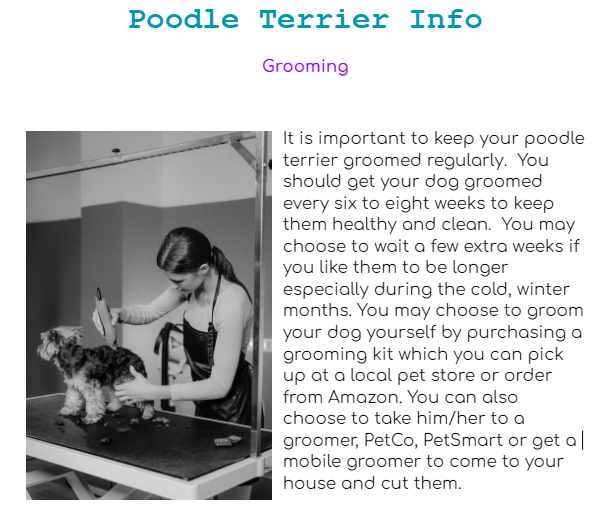 Poodle Terrier Info
Grooming
It is important to keep your poodle
terrier groomed regularly.  You
should get your dog groomed
every six to eight weeks to keep
them healthy and clean.  You may
choose to wait a few extra weeks if
you like them to be longer
especially during the cold, winter
months. You may choose to groom
your dog yourself by purchasing a
grooming kit which you can pick
up at a local pet store or order
from Amazon. You can also
choose to take him/her to a
groomer, PetCo, PetSmart or get a
mobile groomer to come to your
house and cut them.